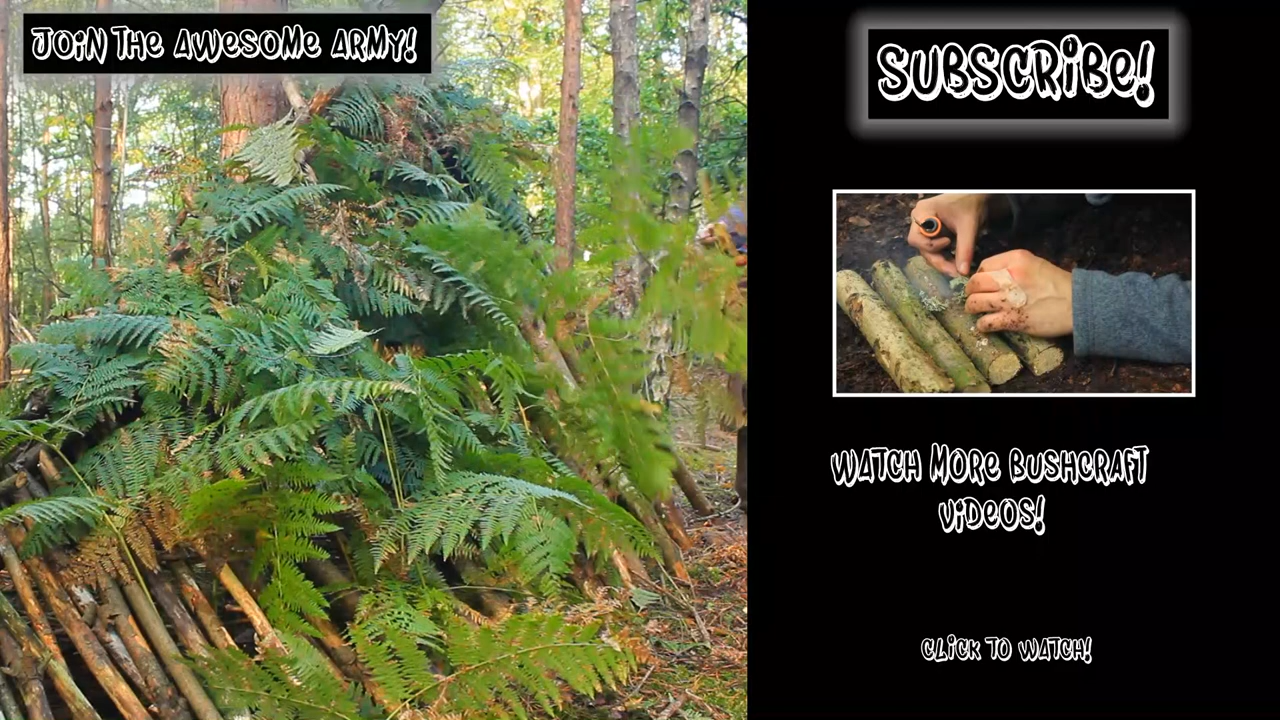 JOIN THE AWESOME ARMY!
SUBSCRIBE!
WATCH MORE BUSHCRAFT
VIDEOS!
CLICK TO WATCH!